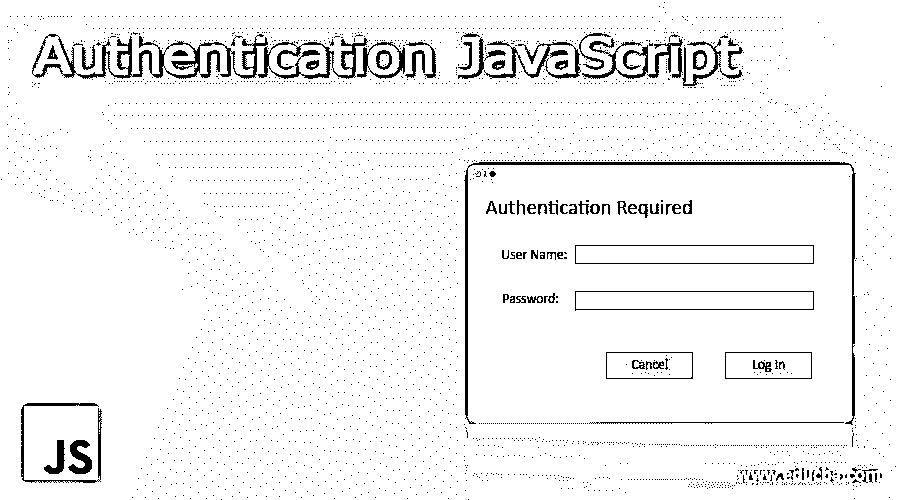 Authentication JavaScript
Authentication Required
User Name:
Password:
Cancel
Log in
JS
www.educba.com